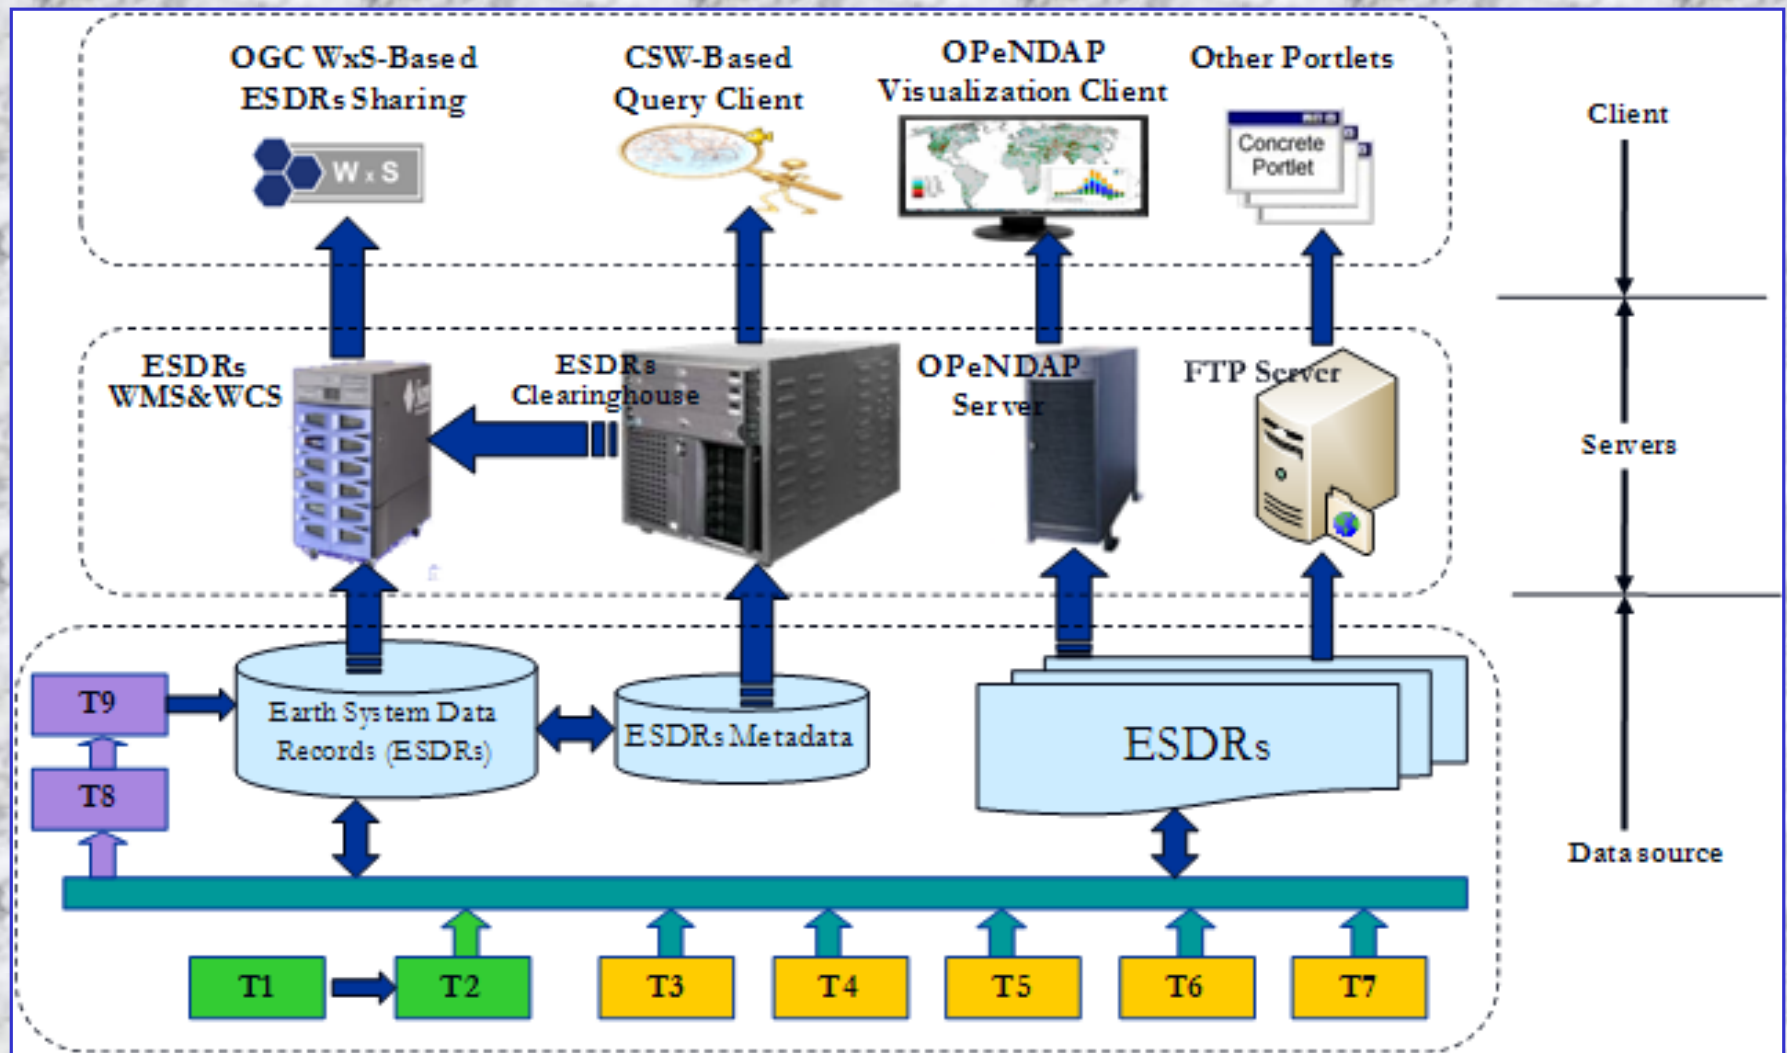 OGC WxS-Based
ESDRs Sharing
W x S
CSW-Based
Query Client
OPeNDAP
Visualization Client
Other Portlets
Concrete
Portlet
Client
ESDRs
WMS&WCS
ESDRs
Clearinghouse
OPeNDAP
Server
FTP Server
Servers
T9
T8
Earth System Data
Records (ESDRs)
ESDRs Metadata
ESDRs
Data source
T1
T2
T3
T4
T5
T6
T7